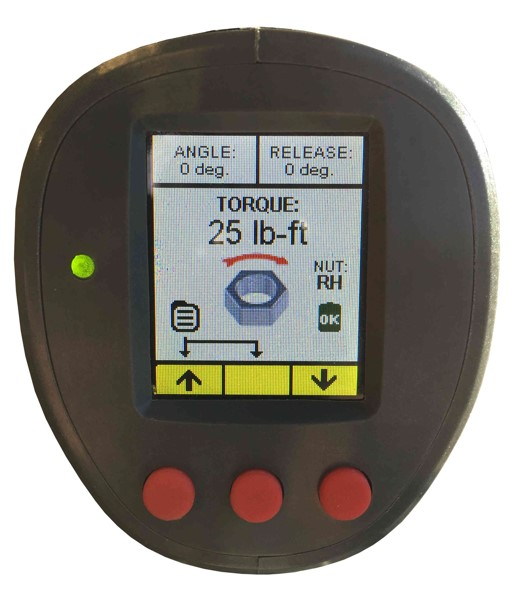 ANGLE:
0 deg.
RELEASE:
0 deg.
TORQUE:
25 lb-ft
NUT:
RH
OK